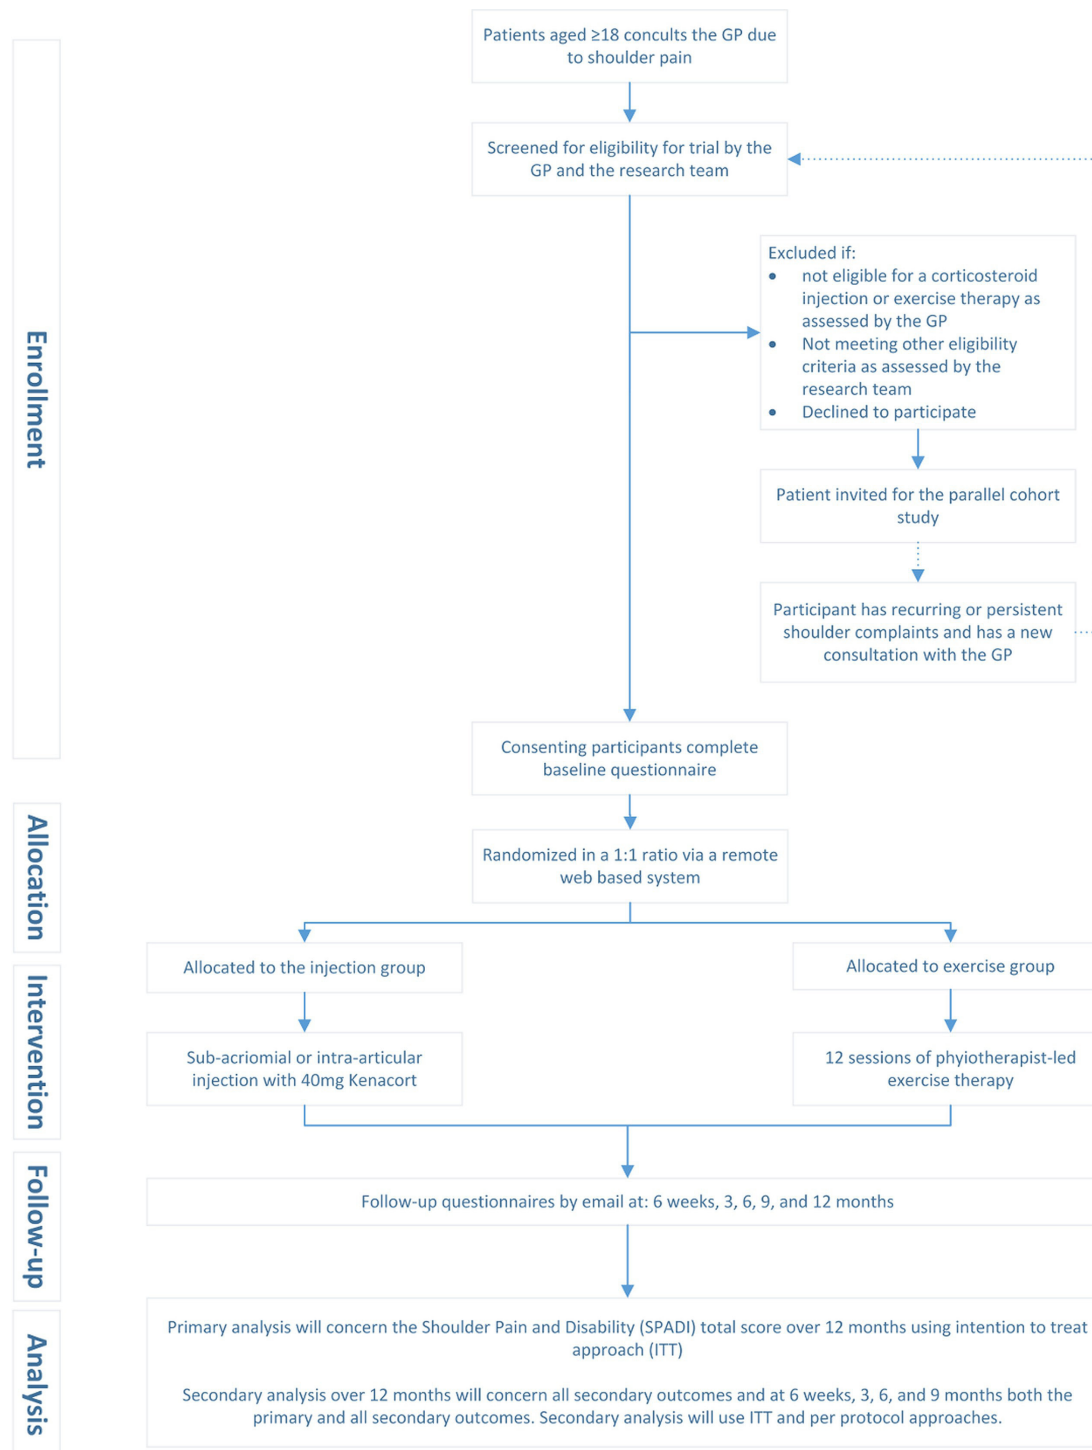 Patients aged ≥18 concults the GP due
to shoulder pain
Screened for eligibility for trial by the
GP and the research team
Enrollment
Excluded if:
• not eligible for a corticosteroid
injection or exercise therapy as
assessed by the GP
• Not meeting other eligibility
criteria as assessed by the
research team
• Declined to participate
Patient invited for the parallel cohort
study
Participant has recurring or persistent
shoulder complaints and has a new
consultation with the GP
Consenting participants complete
baseline questionnaire
Allocation
Randomized in a 1:1 ratio via a remote
web based system
Allocated to the injection group
Allocated to exercise group
Intervention
Sub-acriomial or intra-articular
injection with 40mg Kenacort
12 sessions of phyiotherapist-led
exercise therapy
Follow-up
Follow-up questionnaires by email at: 6 weeks, 3, 6, 9, and 12 months
Analysis
Primary analysis will concern the Shoulder Pain and Disability (SPADI) total score over 12 months using intention to treat
approach (ITT)
Secondary analysis over 12 months will concern all secondary outcomes and at 6 weeks, 3, 6, and 9 months both the
primary and all secondary outcomes. Secondary analysis will use ITT and per protocol approaches.